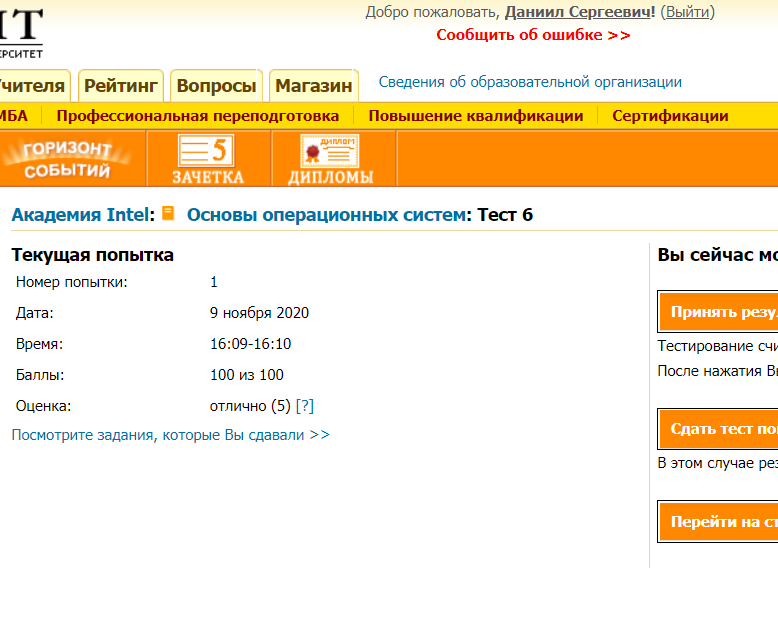 Добро пожаловать, Даниил Сергеевич! (Выйти)
Сообщить об ошибке >>
ИТ
ЕРСИТЕТ
Учителя Рейтинг Вопросы Магазин Сведения об образовательной организации
МБА Профессиональная переподготовка Повышение квалификации Сертификации
ГОРИЗОНТ СОБЫТИЙ
5 ЗАЧЕТКА
ДИПЛОМ ДИПЛОМЫ
Академия Intel: Основы операционных систем: Тест 6
Текущая попытка
Номер попытки: 1
Дата: 9 ноября 2020
Время: 16:09-16:10
Баллы: 100 из 100
Оценка: отлично (5) [?]
Посмотрите задания, которые Вы сдавали >>
Вы сейчас мо
Принять резу
Тестирование счи
После нажатия В
Сдать тест по
В этом случае рез
Перейти на ст